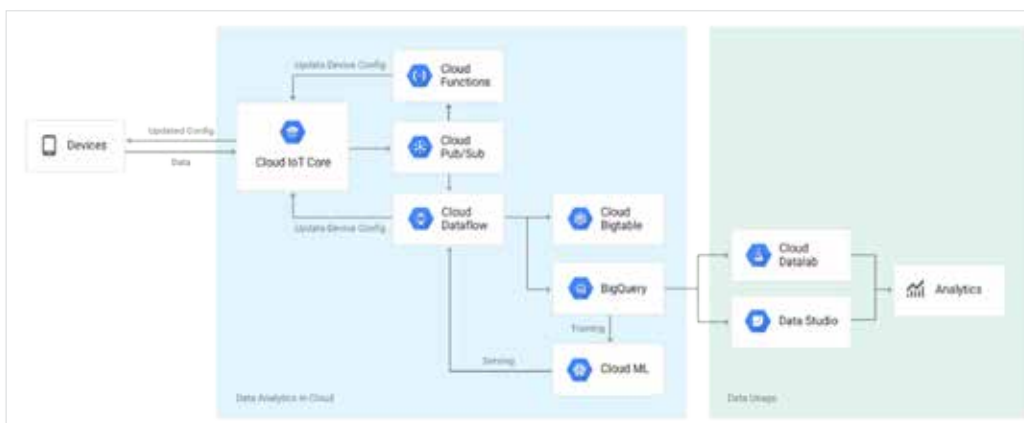 Devices
Updated Config
Data
Update Device Config
Cloud IoT Core
Update Device Config
Cloud
Functions
Cloud
Pub/Sub
Cloud
Dataflow
Cloud
Bigtable
BigQuery
Training
Serving
Cloud ML
Data Analytics in Cloud
Cloud
Datalab
Data Studio
Analytics
Data Usage